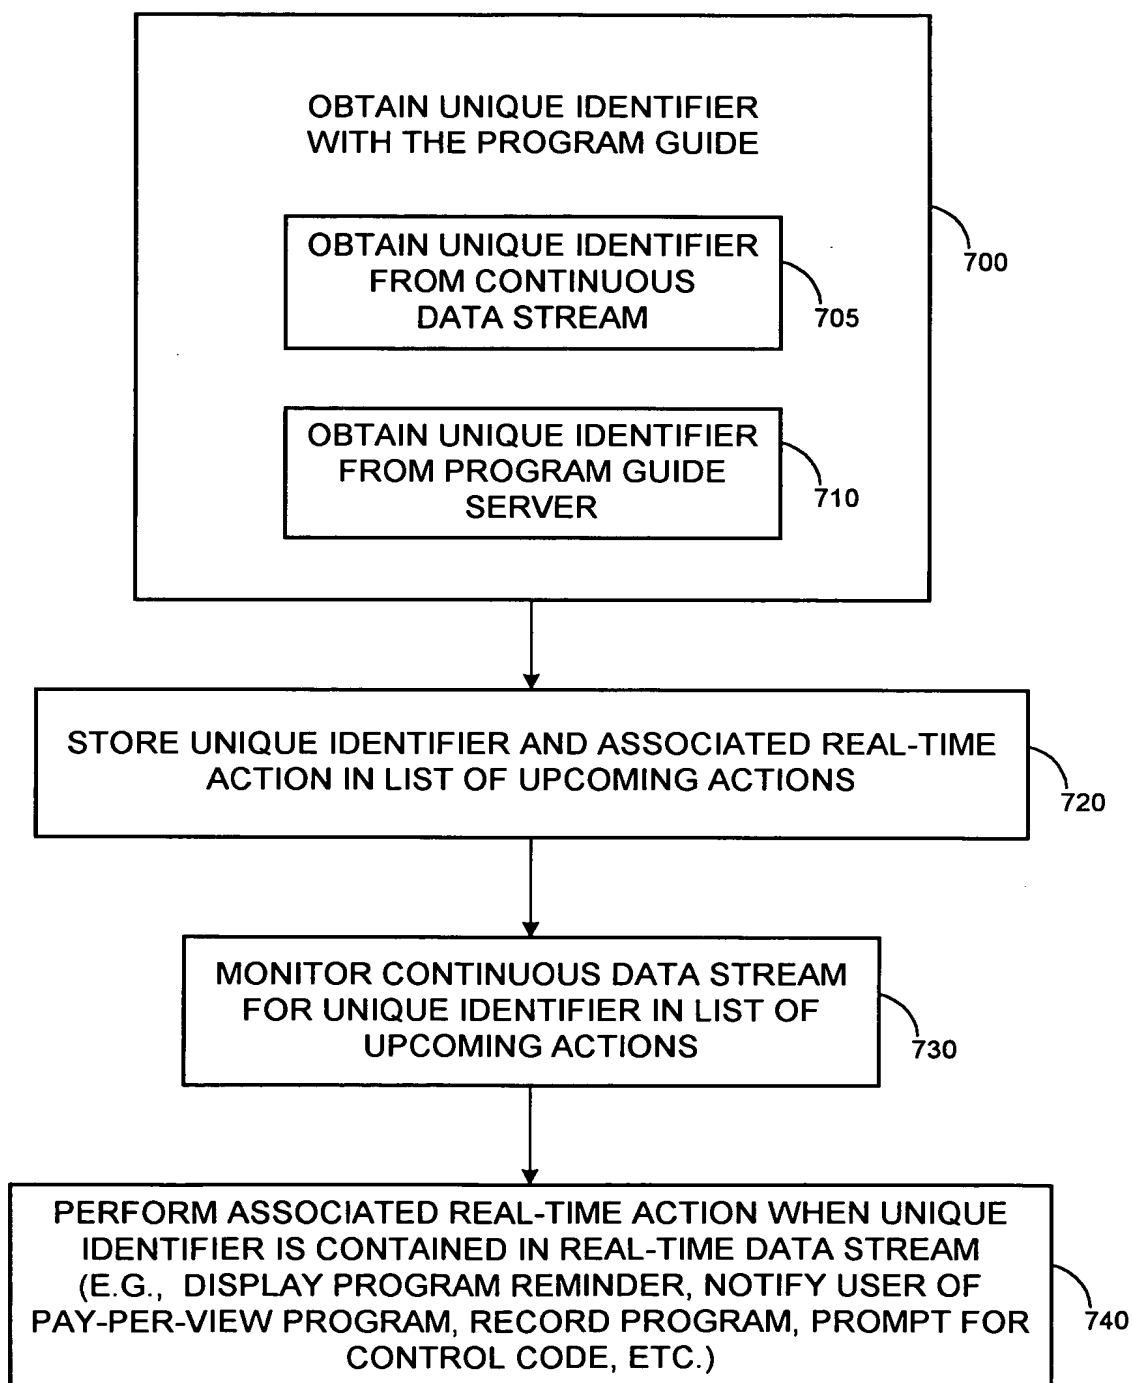 OBTAIN UNIQUE IDENTIFIER
WITH THE PROGRAM GUIDE
OBTAIN UNIQUE IDENTIFIER
FROM CONTINUOUS
DATA STREAM
700
705
OBTAIN UNIQUE IDENTIFIER
FROM PROGRAM GUIDE
SERVER
710
STORE UNIQUE IDENTIFIER AND ASSOCIATED REAL-TIME
ACTION IN LIST OF UPCOMING ACTIONS
720
MONITOR CONTINUOUS DATA STREAM
FOR UNIQUE IDENTIFIER IN LIST OF
UPCOMING ACTIONS
730
PERFORM ASSOCIATED REAL-TIME ACTION WHEN UNIQUE
IDENTIFIER IS CONTAINED IN REAL-TIME DATA STREAM
(E.G., DISPLAY PROGRAM REMINDER, NOTIFY USER OF
PAY-PER-VIEW PROGRAM, RECORD PROGRAM, PROMPT FOR
CONTROL CODE, ETC.)
740